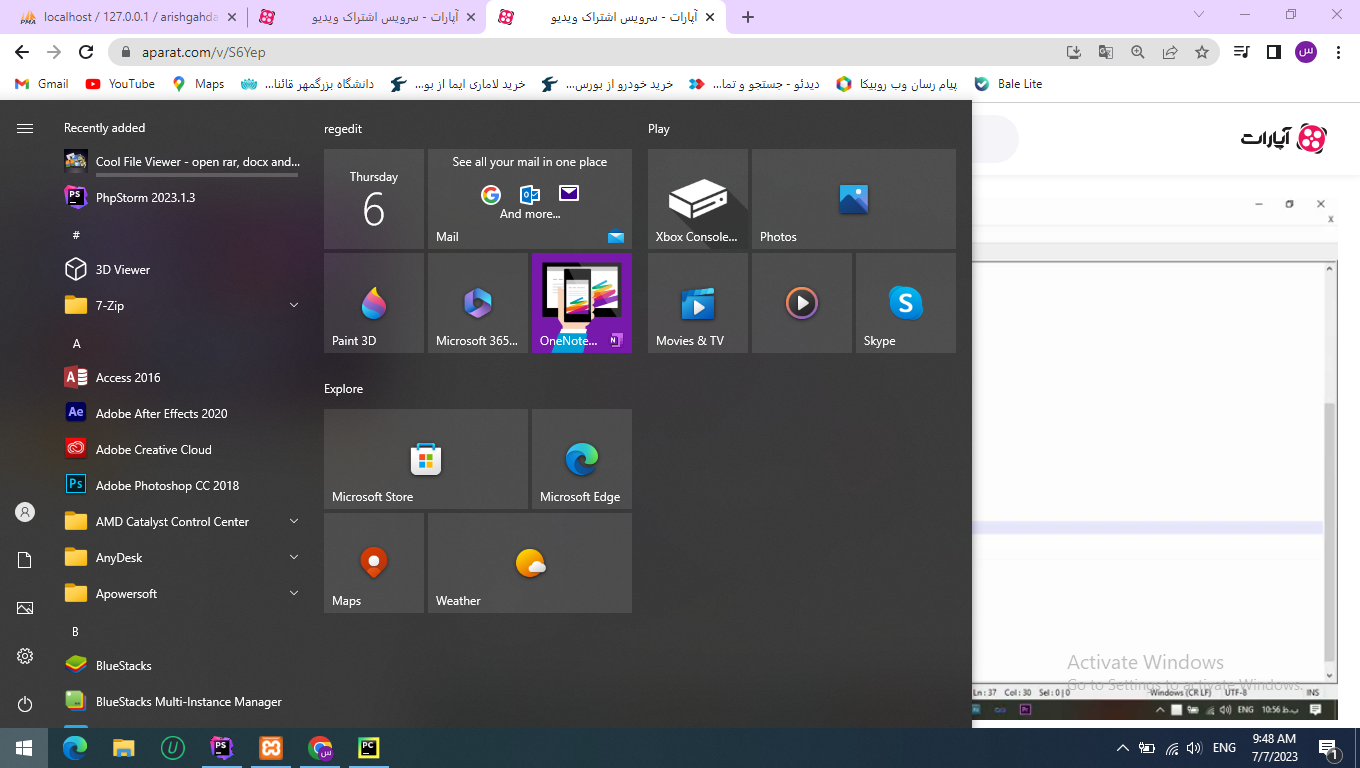 localhost / 127.0.0.1 / arishgahda
آپارات - سرویس اشتراک ویدیو
آپارات - سرویس اشتراک ویدیو
aparat.com/v/S6Yep
س
Gmail
YouTube
Maps
دانشگاه بزرگمهر قائنا...
خرید لاماری ایما از بو...
خرید خودرو از بورس...
دیدئو - جستجو و تما...
پیام رسان وب روبیکا
Bale Lite
آپارات
Recently added
Cool File Viewer - open rar, docx and...
PhpStorm 2023.1.3
#
3D Viewer
7-Zip
A
Access 2016
Adobe After Effects 2020
Adobe Creative Cloud
Adobe Photoshop CC 2018
AMD Catalyst Control Center
AnyDesk
Apowersoft
B
BlueStacks
BlueStacks Multi-Instance Manager
regedit
Thursday
6
See all your mail in one place
And more...
Mail
Paint 3D
Microsoft 365...
OneNote...
Explore
Microsoft Store
Microsoft Edge
Maps
Weather
Play
Xbox Console...
Photos
Movies & TV
Skype
Activate Windows
Go to Settings to activate Windows.
Ln : 37 Col : 30 Sel : 0 | 0
Windows (CR LF)
UTF-8
INS
ENG
10:56 ب.ظ
ENG
9:48 AM
7/7/2023
1